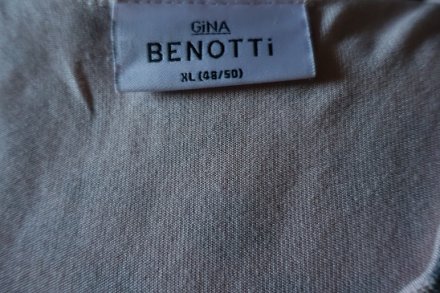 GiNA
BENOTTi
XL (48/50)